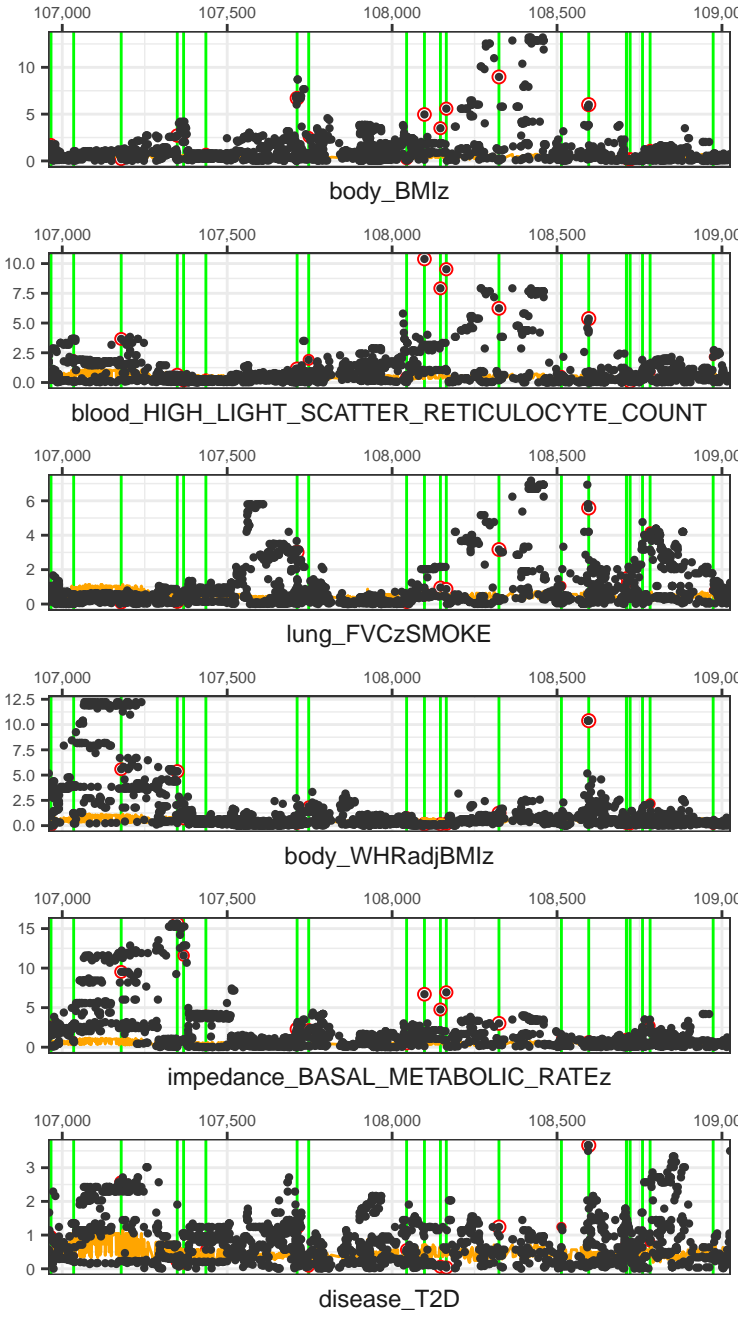 107,000 107,500 108,000 108,500 109,000
10
5
0
body_BMIz
107,000 107,500 108,000 108,500 109,000
10.0
7.5
5.0
2.5
0.0
blood_HIGH_LIGHT_SCATTER_RETICULOCYTE_COUNT
107,000 107,500 108,000 108,500 109,000
6
4
2
0
lung_FVCzSMOKE
107,000 107,500 108,000 108,500 109,000
12.5
10.0
7.5
5.0
2.5
0.0
body_WHRadjBMIz
107,000 107,500 108,000 108,500 109,000
15
10
5
0
impedance_BASAL_METABOLIC_RATEz
107,000 107,500 108,000 108,500 109,000
3
2
1
0
disease_T2D